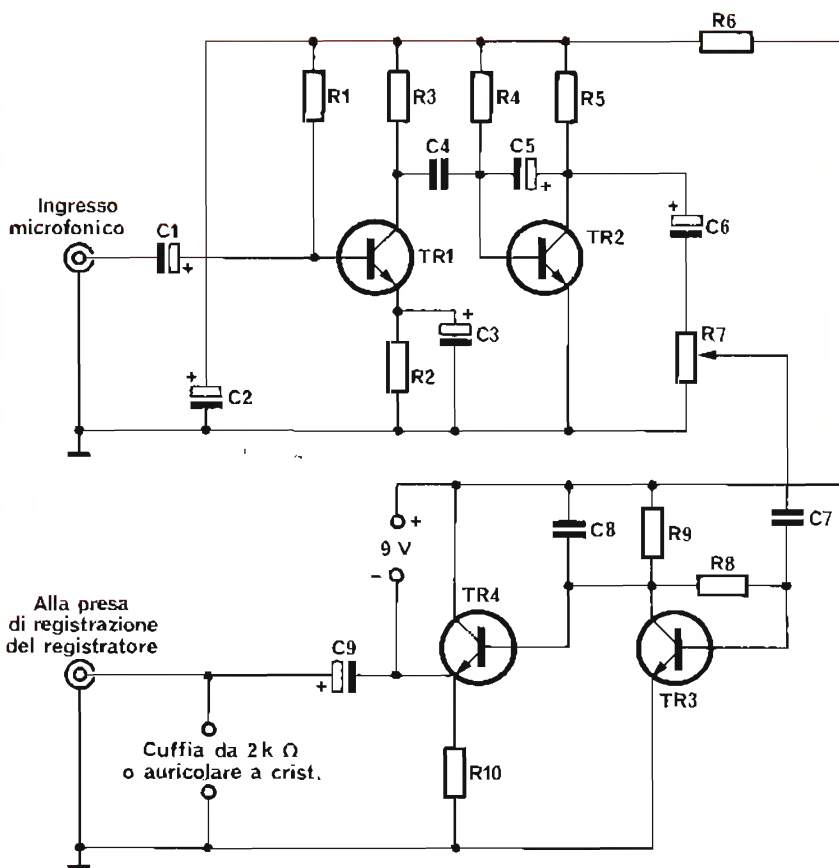 R6
R1
R3
R4
R5
C4
C5
+
Ingresso
microfonico
C1
+
TR1
TR2
+
C6
+
C3
R7
R2
+
C2
+
9 V
-
C8
R9
C7
R8
TR4
Alla presa
di registrazione
del registratore
C9
+
TR3
Cuffia da 2 k Ω
o auricolare a crist.
R10